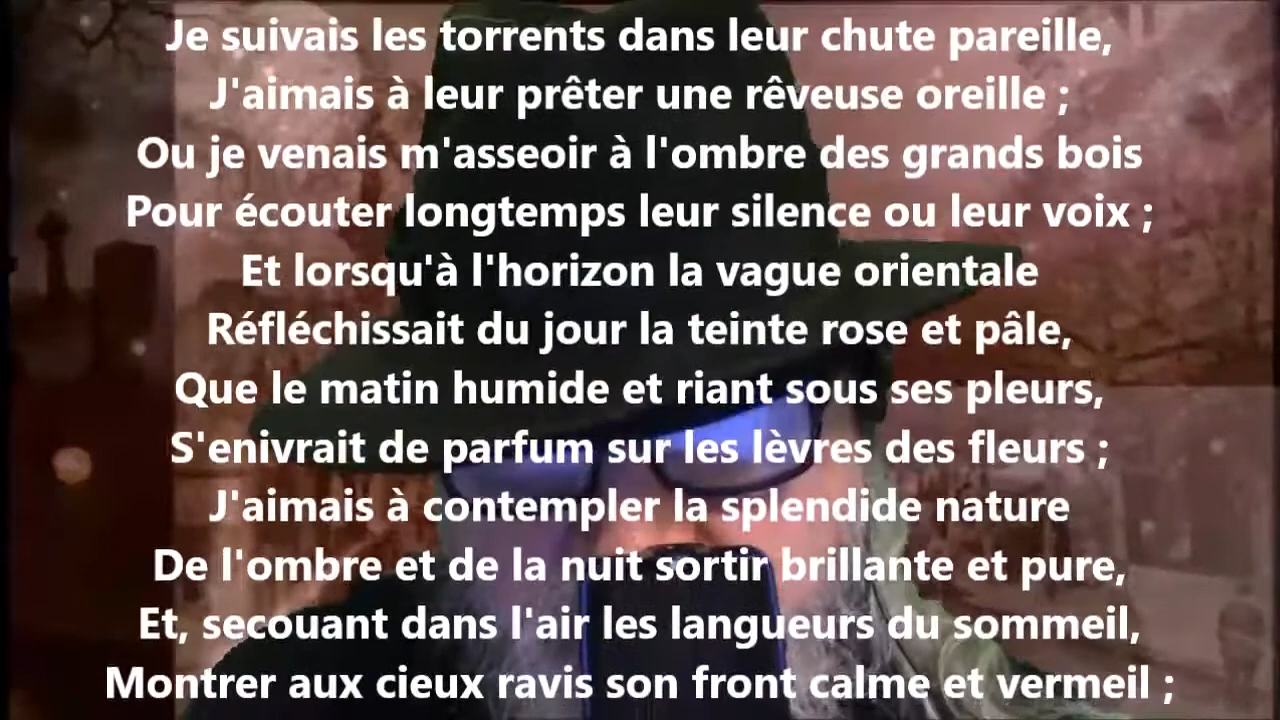 Je suivais les torrents dans leur chute pareille,
J'aimais à leur prêter une rêveuse oreille ;
Ou je venais m'asseoir à l'ombre des grands bois
Pour écouter longtemps leur silence ou leur voix ;
Et lorsqu'à l'horizon la vague orientale
Réfléchissait du jour la teinte rose et pâle,
Que le matin humide et riant sous ses pleurs,
S'enivrait de parfum sur les lèvres des fleurs ;
J'aimais à contempler la splendide nature
De l'ombre et de la nuit sortir brillante et pure,
Et, secouant dans l'air les langueurs du sommeil,
Montrer aux cieux ravis son front calme et vermeil ;